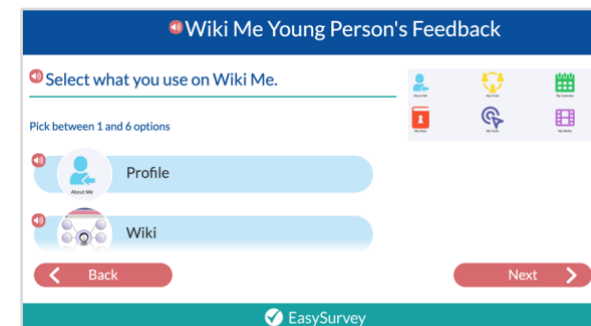 Wiki Me Young Person's Feedback
Select what you use on Wiki Me.
Pick between 1 and 6 options
About Me
Profile
Wiki
Back
Next
EasySurvey